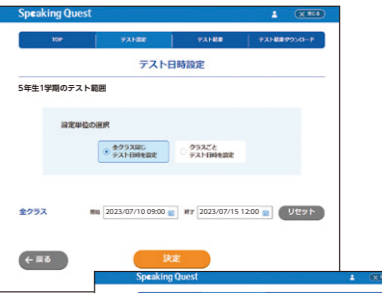 Speaking Quest
× 閉じる
TOP
テスト設定
テスト結果
テスト結果ダウンロード
テスト日時設定
5年生1学期のテスト範囲
設定単位の選択
全クラス同じ
テスト日時を設定
クラスごと
テスト日時を設定
全クラス
開始 2023/07/10 09:00
終了 2023/07/15 12:00
リセット
← 戻る
決定
Speaking Quest